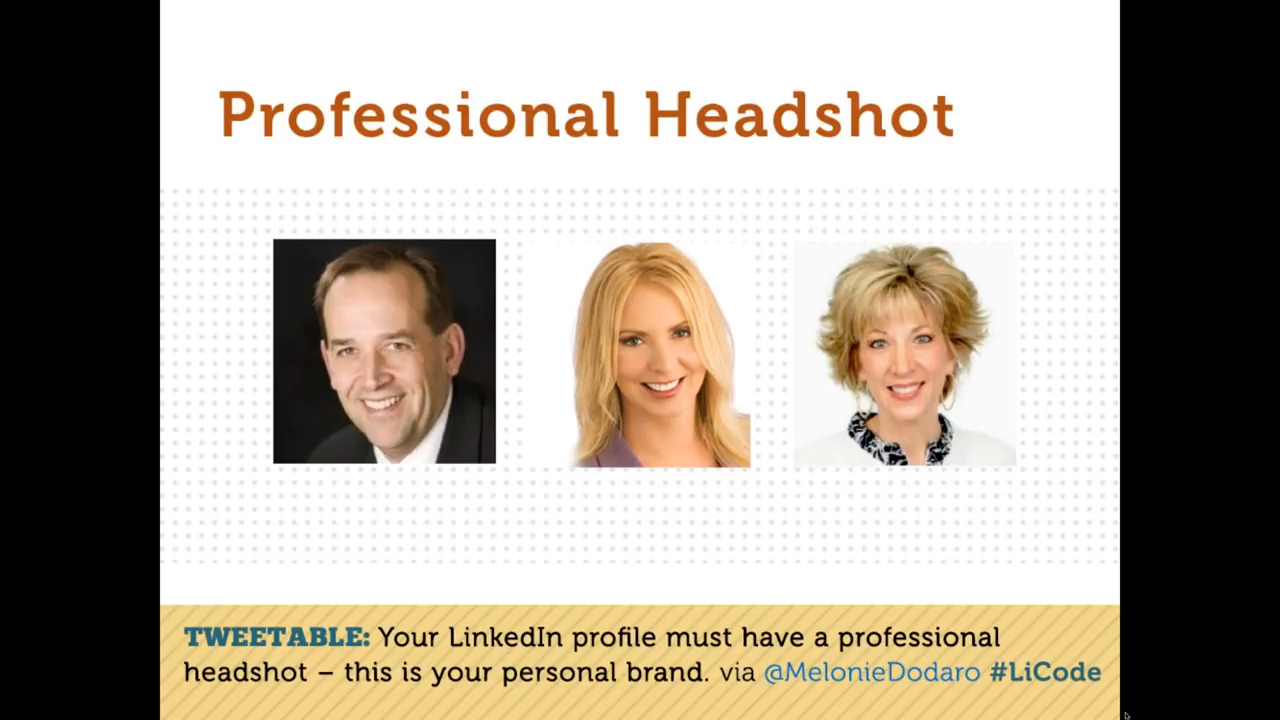 Professional Headshot
TWEETABLE: Your LinkedIn profile must have a professional
headshot – this is your personal brand. via @MelonieDodaro #LiCode